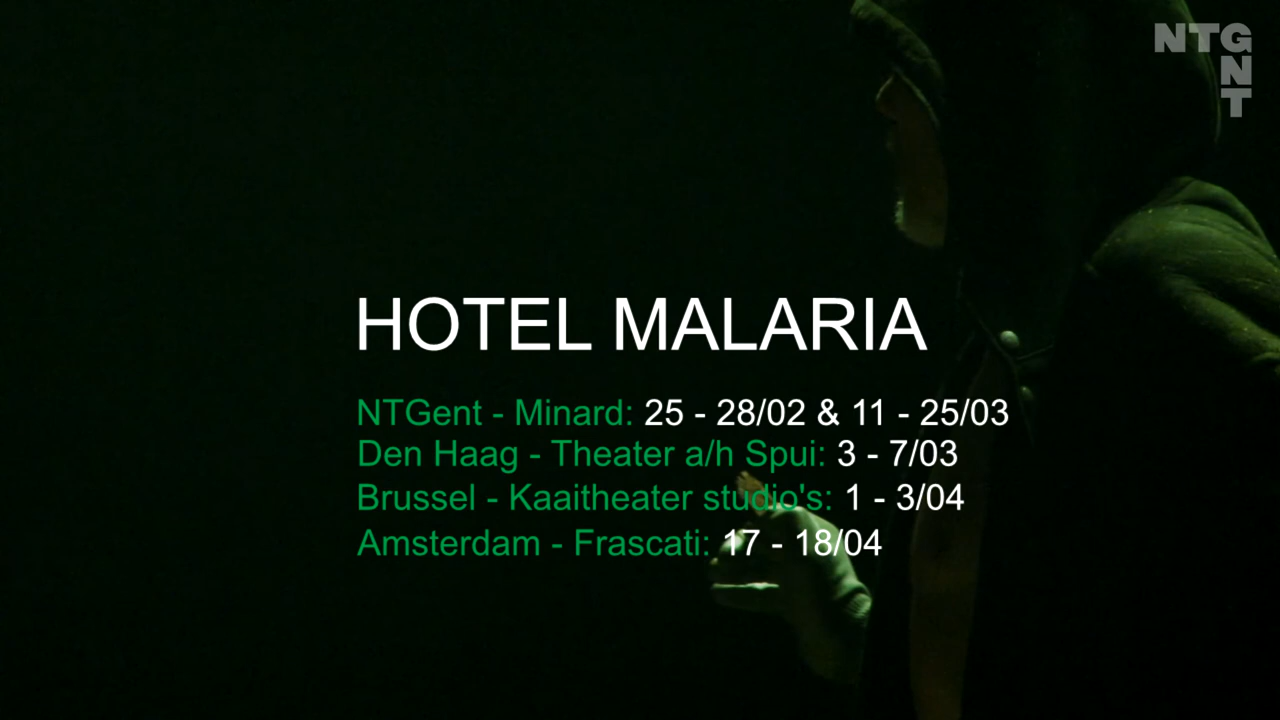 NTG
N
T
HOTEL MALARIA
NTGent - Minard: 25 - 28/02 & 11 - 25/03
Den Haag - Theater a/h Spui: 3 - 7/03
Brussel - Kaaitheater studio's: 1 - 3/04
Amsterdam - Frascati: 17 - 18/04